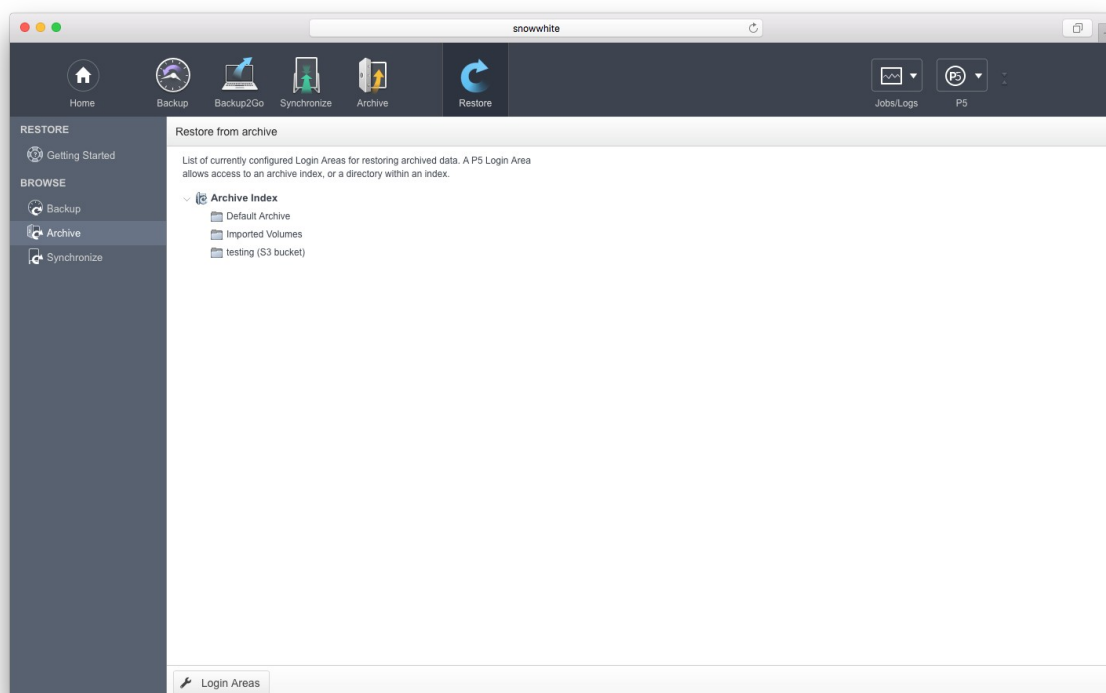 snowwhite
Home
Backup
Backup2Go
Synchronize
Archive
Restore
Jobs/Logs
P5
P5
RESTORE
Getting Started
BROWSE
Backup
Archive
Synchronize
Restore from archive
List of currently configured Login Areas for restoring archived data. A P5 Login Area
allows access to an archive index, or a directory within an index.
Archive Index
Default Archive
Imported Volumes
testing (S3 bucket)
Login Areas